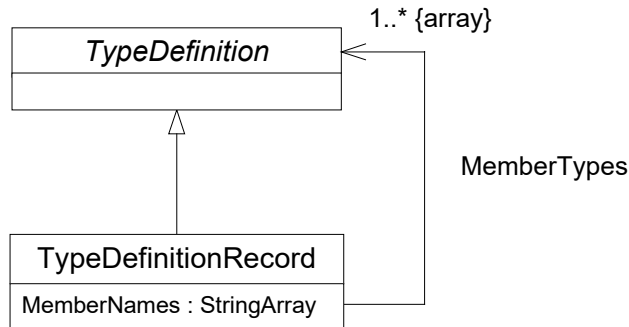 1..* {array}
TypeDefinition
MemberTypes
TypeDefinitionRecord
MemberNames : StringArray